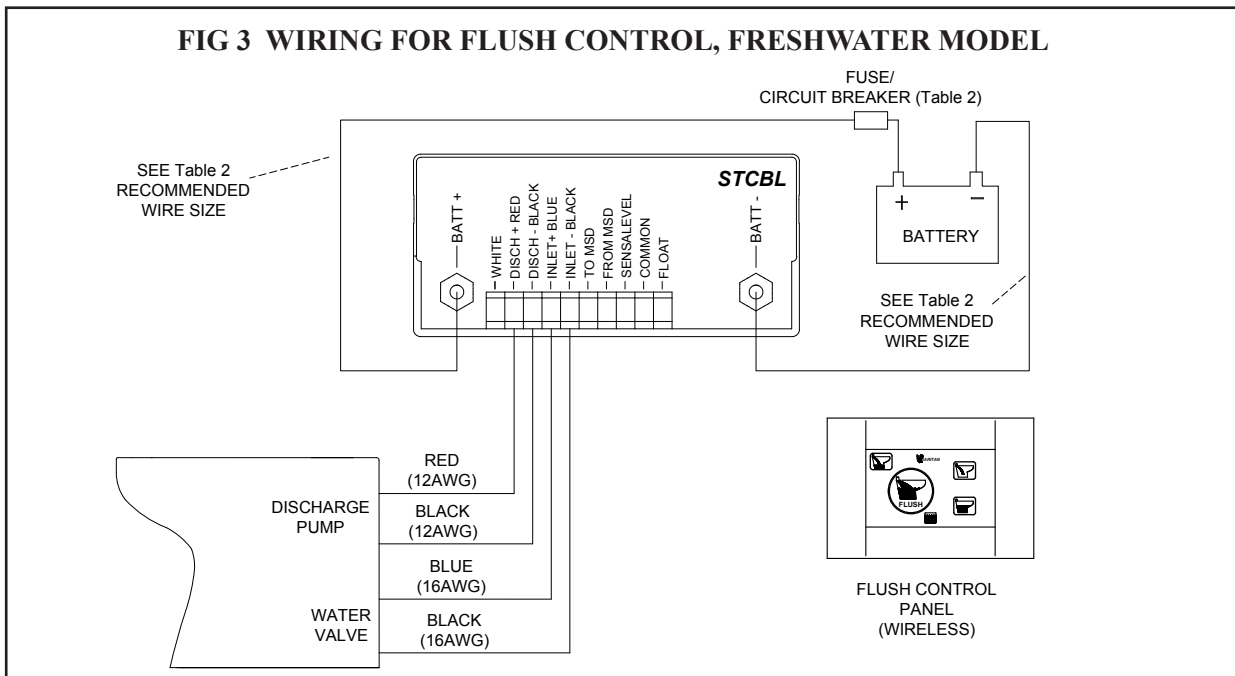 FIG 3 WIRING FOR FLUSH CONTROL, FRESHWATER MODEL
FUSE/
CIRCUIT BREAKER (Table 2)
SEE Table 2
RECOMMENDED
WIRE SIZE
STCBL
BATT +
WHITE
DISCH + RED
DISCH - BLACK
INLET+ BLUE
INLET - BLACK
TO MSD
FROM MSD
SENSALEVEL
COMMON
FLOAT
BATT -
+ −
BATTERY
SEE Table 2
RECOMMENDED
WIRE SIZE
RED
(12AWG)
DISCHARGE
PUMP
BLACK
(12AWG)
BLUE
(16AWG)
WATER
VALVE
BLACK
(16AWG)
FLUSH
FLUSH CONTROL
PANEL
(WIRELESS)